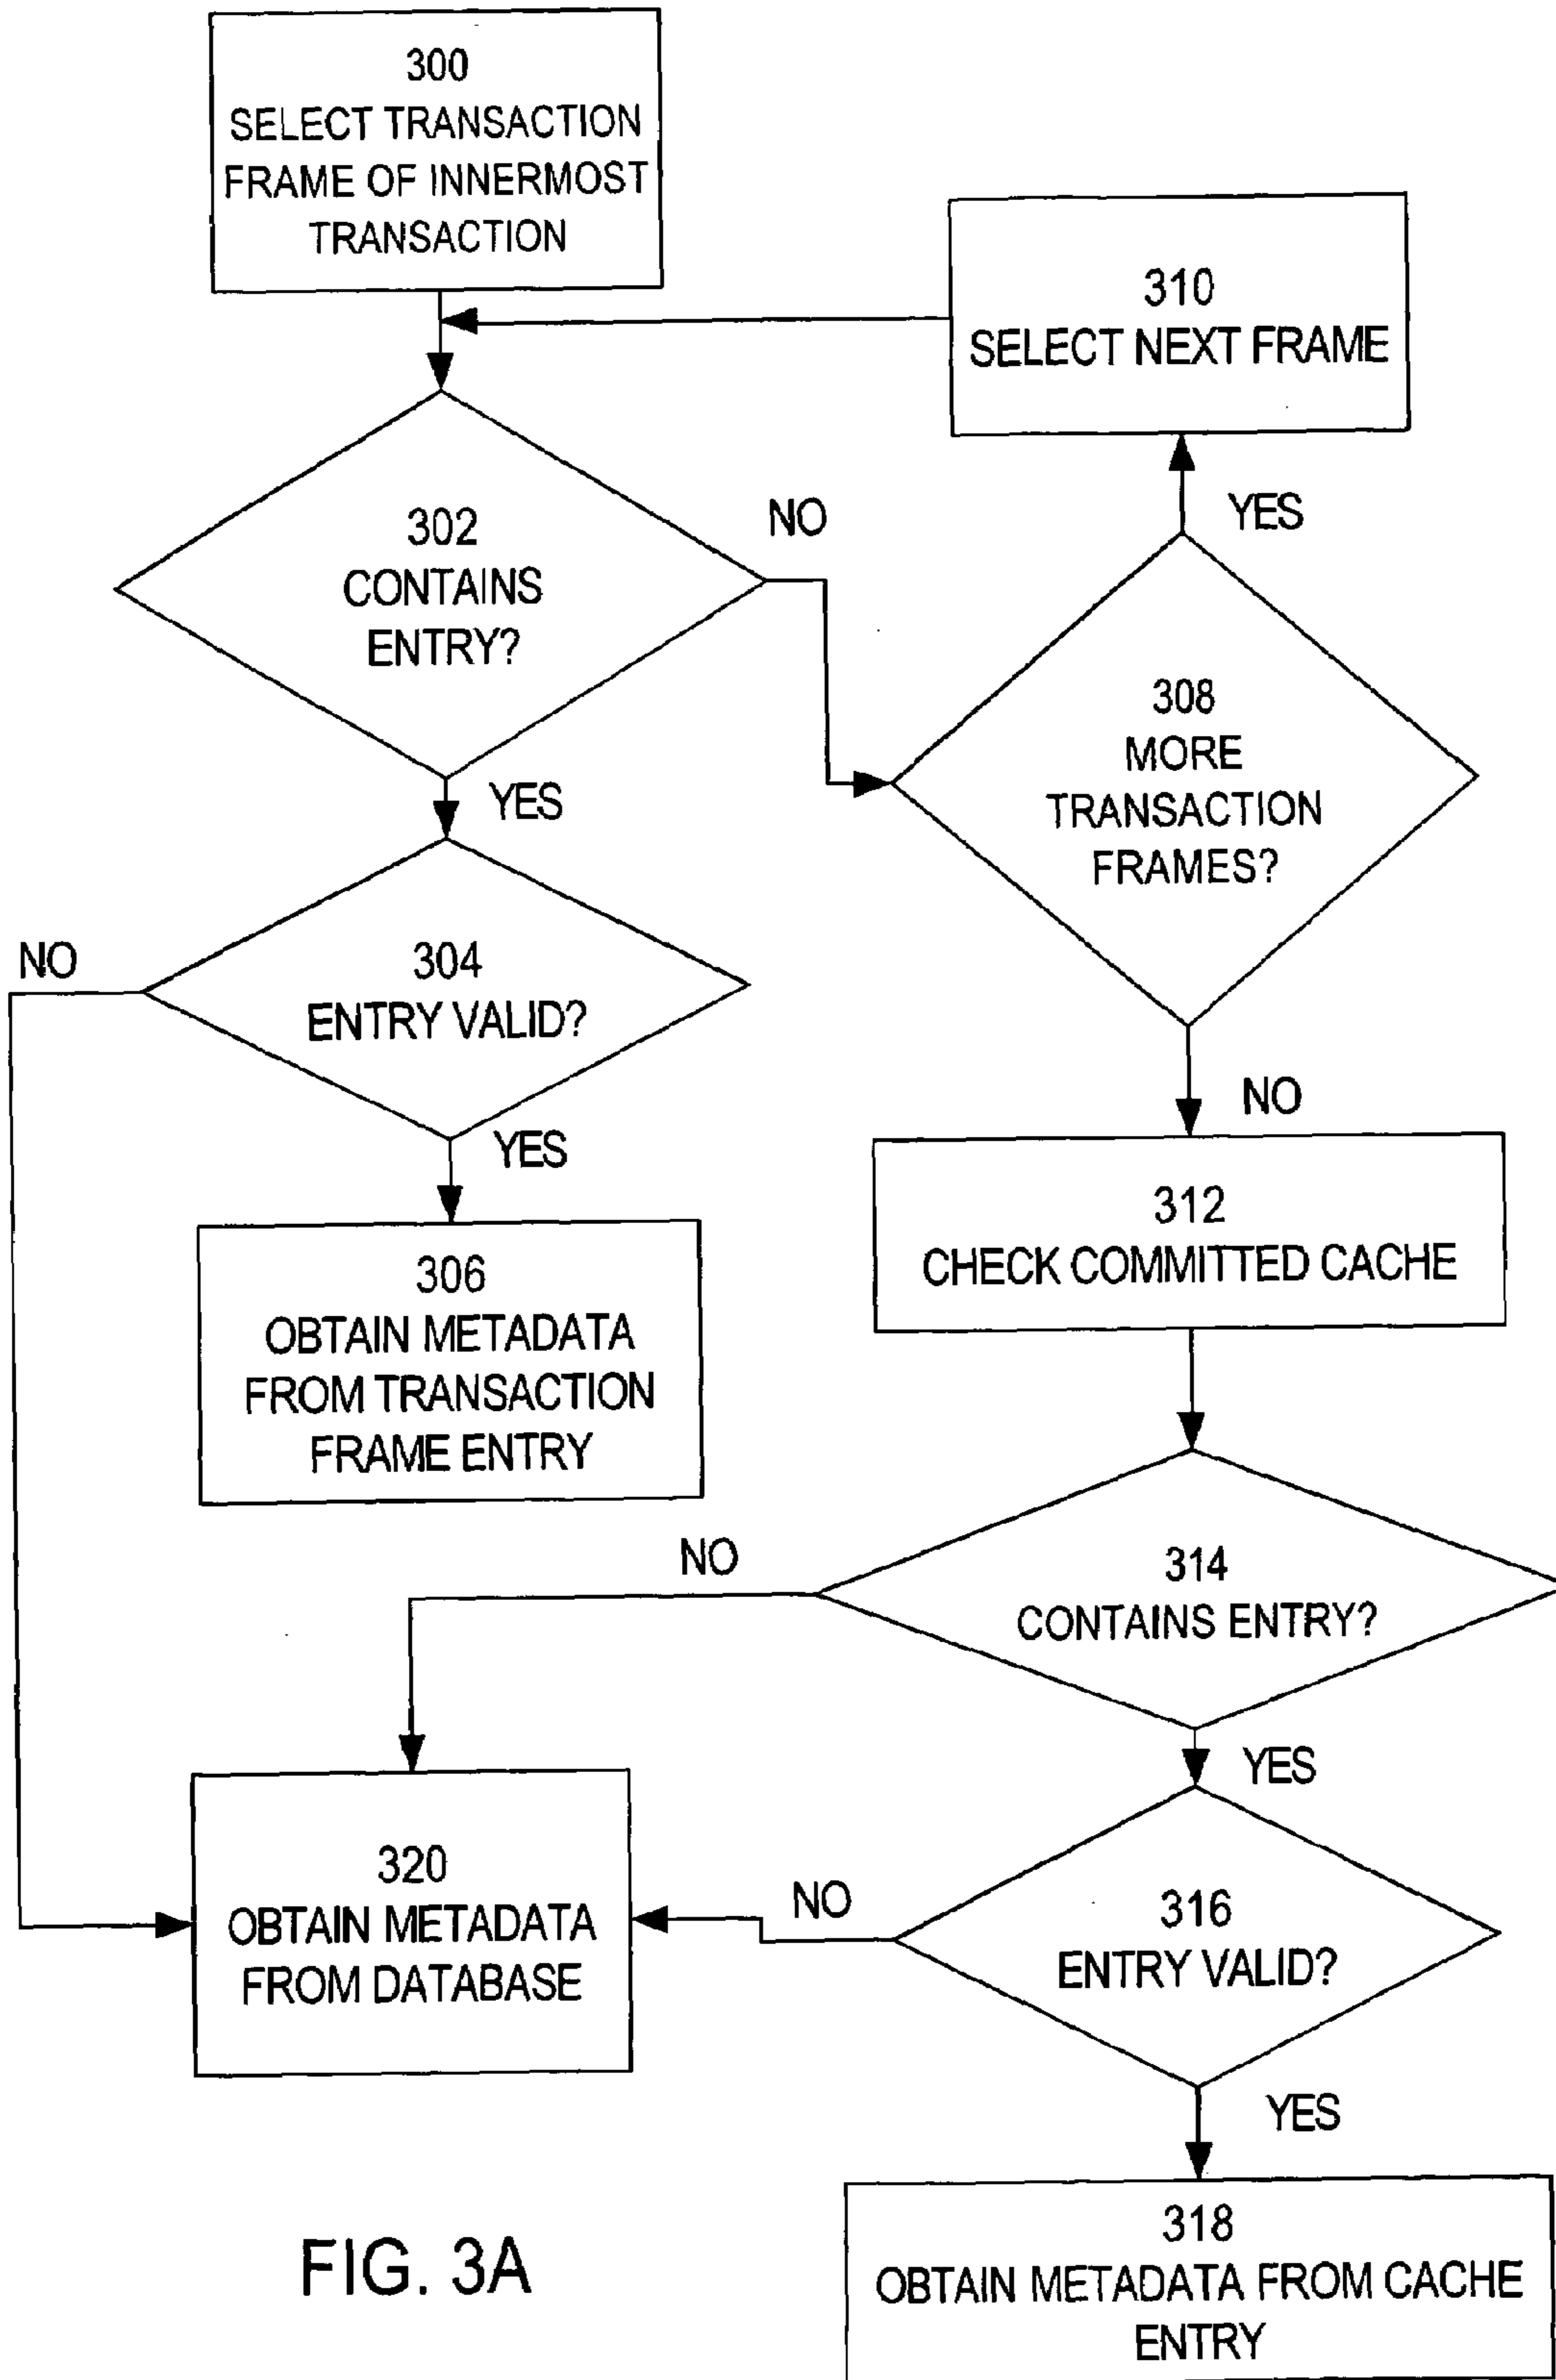 300
SELECT TRANSACTION
FRAME OF INNERMOST
TRANSACTION
310
SELECT NEXT FRAME
YES
NO
302
CONTAINS
ENTRY?
308
MORE
TRANSACTION
FRAMES?
YES
NO
304
ENTRY VALID?
NO
YES
312
CHECK COMMITTED CACHE
306
OBTAIN METADATA
FROM TRANSACTION
FRAME ENTRY
NO
314
CONTAINS ENTRY?
YES
320
OBTAIN METADATA
FROM DATABASE
NO
316
ENTRY VALID?
YES
318
OBTAIN METADATA FROM CACHE
ENTRY
FIG. 3A